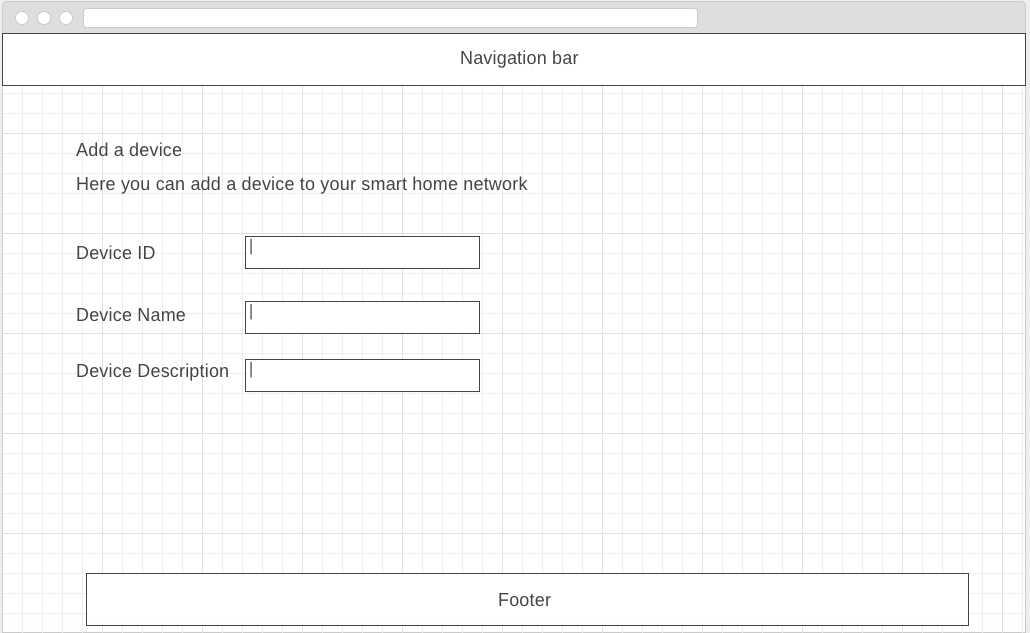 Navigation bar
Add a device
Here you can add a device to your smart home network
Device ID
Device Name
Device Description
Footer